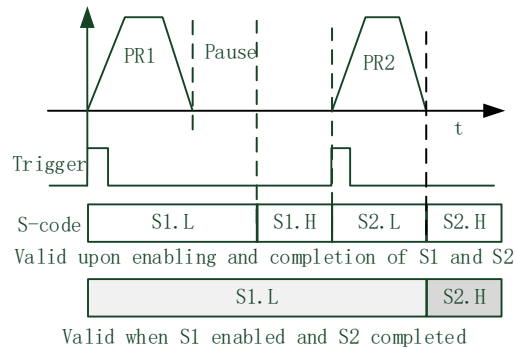 PR1
Pause
PR2
t
Trigger
S-code
S1.L
S1.H
S2.L
S2.H
Valid upon enabling and completion of S1 and S2
S1.L
S2.H
Valid when S1 enabled and S2 completed